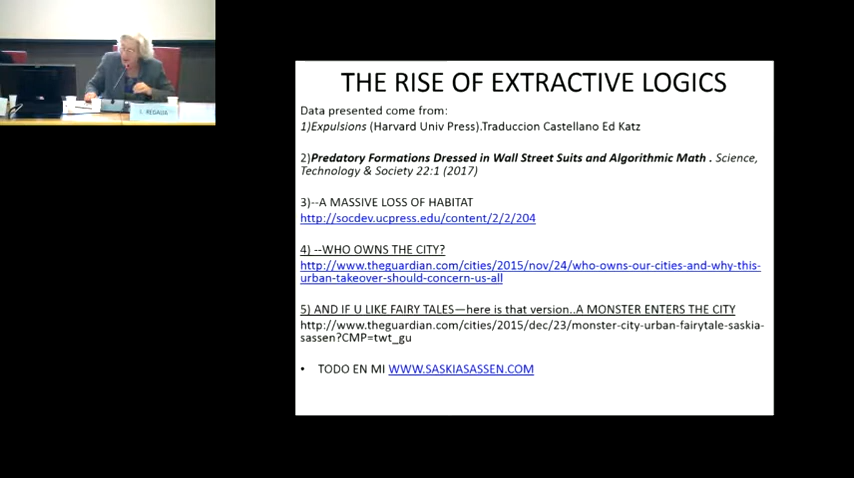 THE RISE OF EXTRACTIVE LOGICS
Data presented come from:
1)Expulsions (Harvard Univ Press).Traduccion Castellano Ed Katz
2)Predatory Formations Dressed in Wall Street Suits and Algorithmic Math . Science,
Technology & Society 22:1 (2017)
3)--A MASSIVE LOSS OF HABITAT
http://socdev.ucpress.edu/content/2/2/204
4) --WHO OWNS THE CITY?
http://www.theguardian.com/cities/2015/nov/24/who-owns-our-cities-and-why-this-
urban-takeover-should-concern-us-all
5) AND IF U LIKE FAIRY TALES—here is that version..A MONSTER ENTERS THE CITY
http://www.theguardian.com/cities/2015/dec/23/monster-city-urban-fairytale-saskia-
sassen?CMP=twt_gu
• TODO EN MI WWW.SASKIASASSEN.COM